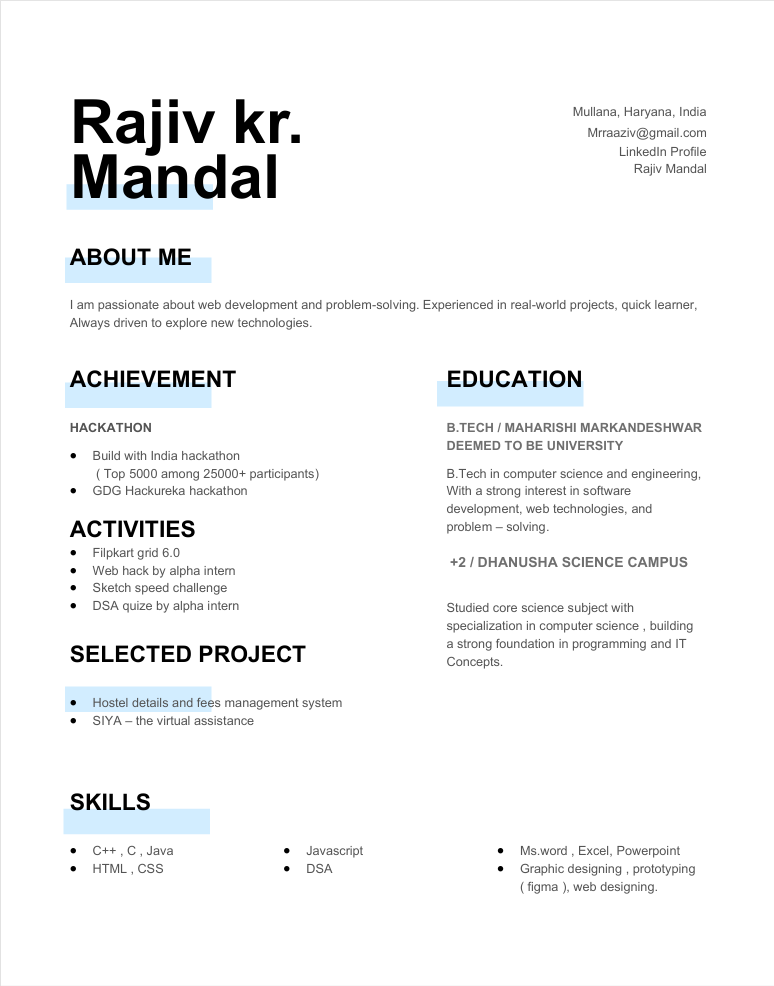 Rajiv kr.
Mandal
Mullana, Haryana, India
Mrraaziv@gmail.com
LinkedIn Profile
Rajiv Mandal
ABOUT ME
I am passionate about web development and problem-solving. Experienced in real-world projects, quick learner,
Always driven to explore new technologies.
ACHIEVEMENT
HACKATHON
● Build with India hackathon
( Top 5000 among 25000+ participants)
● GDG Hackureka hackathon
ACTIVITIES
● Filpkart grid 6.0
● Web hack by alpha intern
● Sketch speed challenge
● DSA quize by alpha intern
SELECTED PROJECT
● Hostel details and fees management system
● SIYA – the virtual assistance
EDUCATION
B.TECH / MAHARISHI MARKANDESHWAR
DEEMED TO BE UNIVERSITY
B.Tech in computer science and engineering,
With a strong interest in software
development, web technologies, and
problem – solving.
+2 / DHANUSHA SCIENCE CAMPUS
Studied core science subject with
specialization in computer science , building
a strong foundation in programming and IT
Concepts.
SKILLS
● C++ , C , Java
● HTML , CSS
● Javascript
● DSA
● Ms.word , Excel, Powerpoint
● Graphic designing , prototyping
( figma ), web designing.